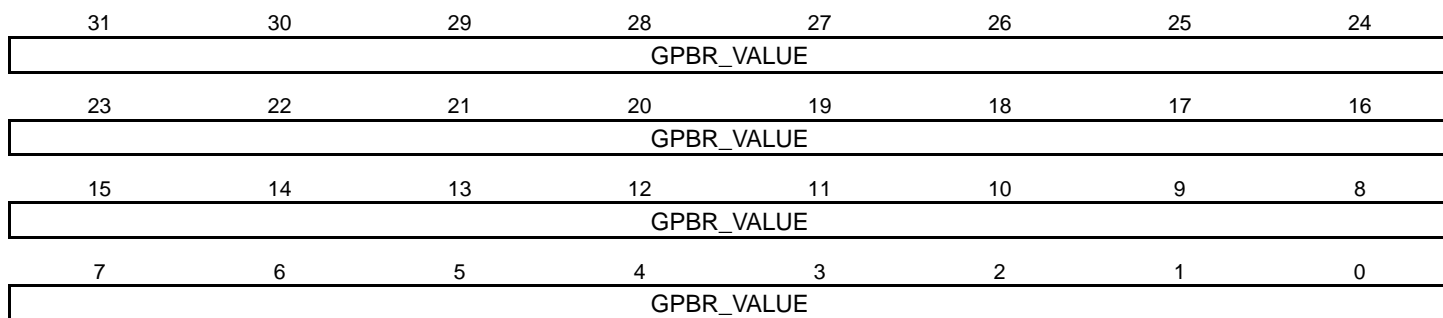 31 30 29 28 27 26 25 24
GPBR_VALUE
23 22 21 20 19 18 17 16
GPBR_VALUE
15 14 13 12 11 10 9 8
GPBR_VALUE
7 6 5 4 3 2 1 0
GPBR_VALUE